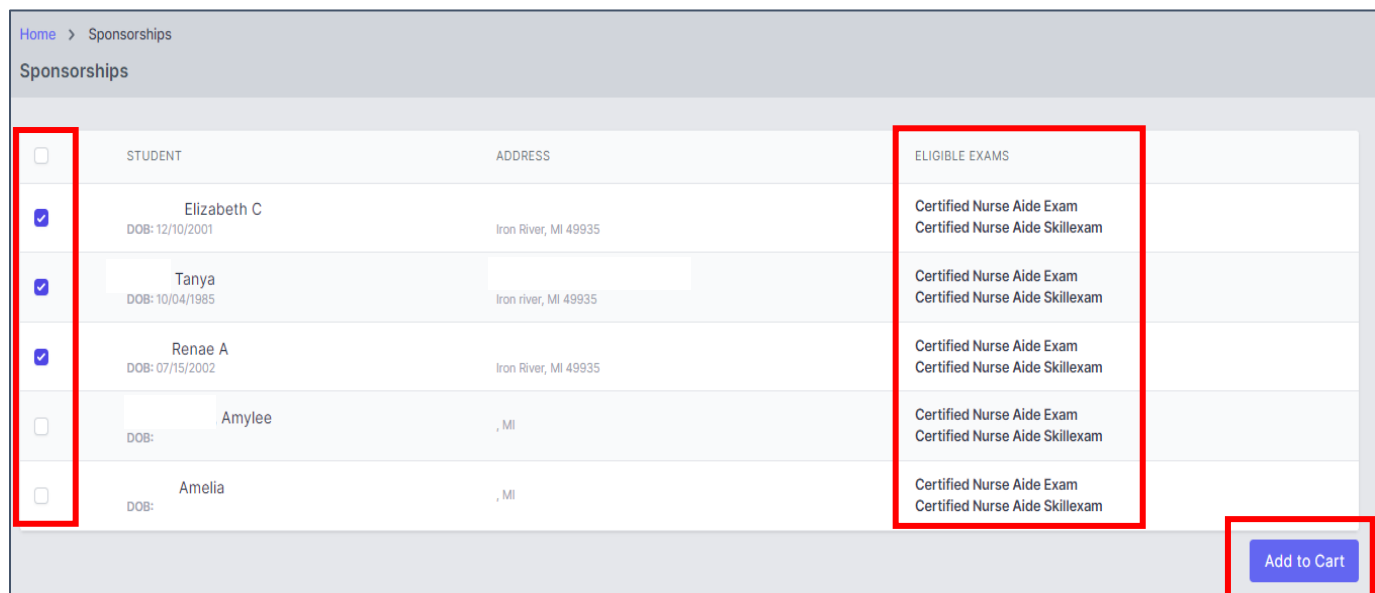 Home > Sponsorships
Sponsorships
STUDENT ADDRESS ELIGIBLE EXAMS
Elizabeth C Certified Nurse Aide Exam
DOB: 12/10/2001 Iron River, MI 49935 Certified Nurse Aide Skillexam
Tanya Certified Nurse Aide Exam
DOB: 10/04/1985 Iron river, MI 49935 Certified Nurse Aide Skillexam
Renae A Certified Nurse Aide Exam
DOB: 07/15/2002 Iron River, MI 49935 Certified Nurse Aide Skillexam
Amylee , MI Certified Nurse Aide Exam
DOB: Certified Nurse Aide Skillexam
Amelia , MI Certified Nurse Aide Exam
DOB: Certified Nurse Aide Skillexam
Add to Cart